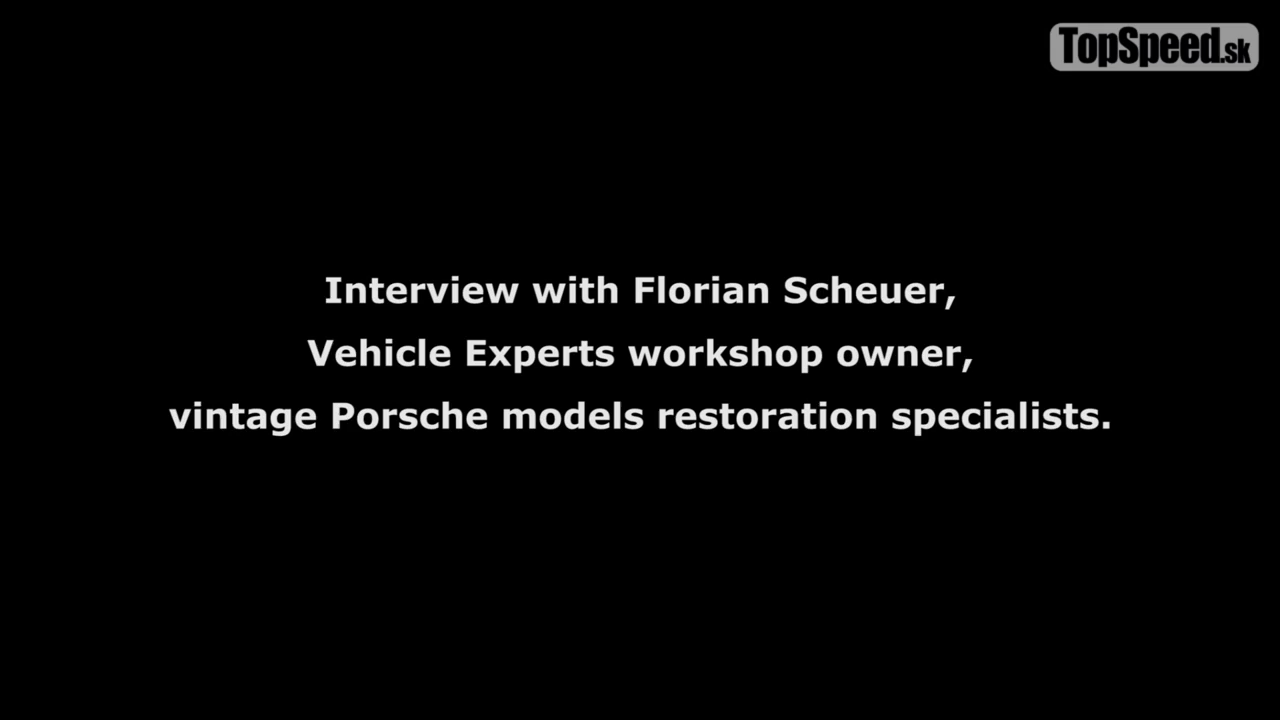 TopSpeed.sk
Interview with Florian Scheuer,
Vehicle Experts workshop owner,
vintage Porsche models restoration specialists.